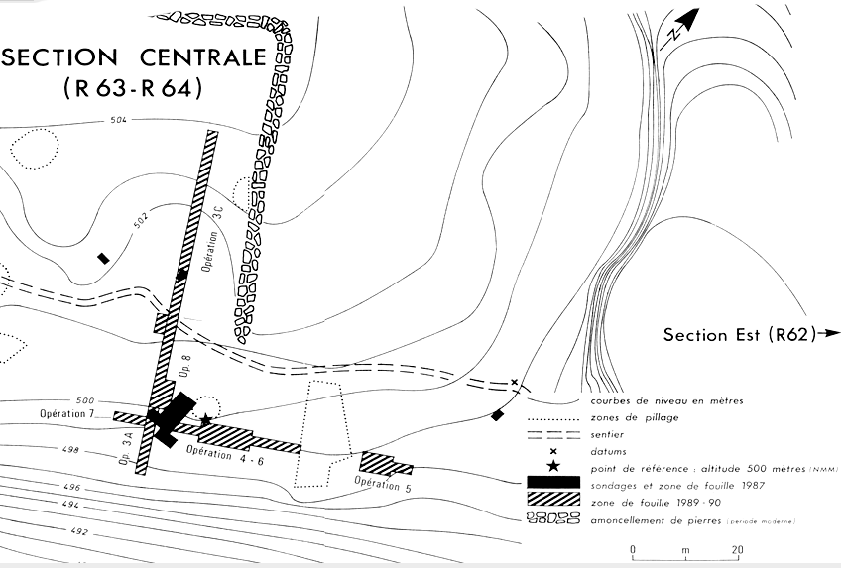 SECTION CENTRALE
(R 63-R 64)
N
504
502
Opération 3C
Section Est (R62)
Op. 8
500
Opération 7
498
Op. 3A
Opération 4-6
Opération 5
496
494
492
courbes de niveau en mètres
zones de pillage
sentier
datums
point de référence : altitude 500 metres (NMM)
sondages et zone de fouille 1987
zone de fouille 1989-90
amoncellement de pierres (periode moderne)
0 m 20